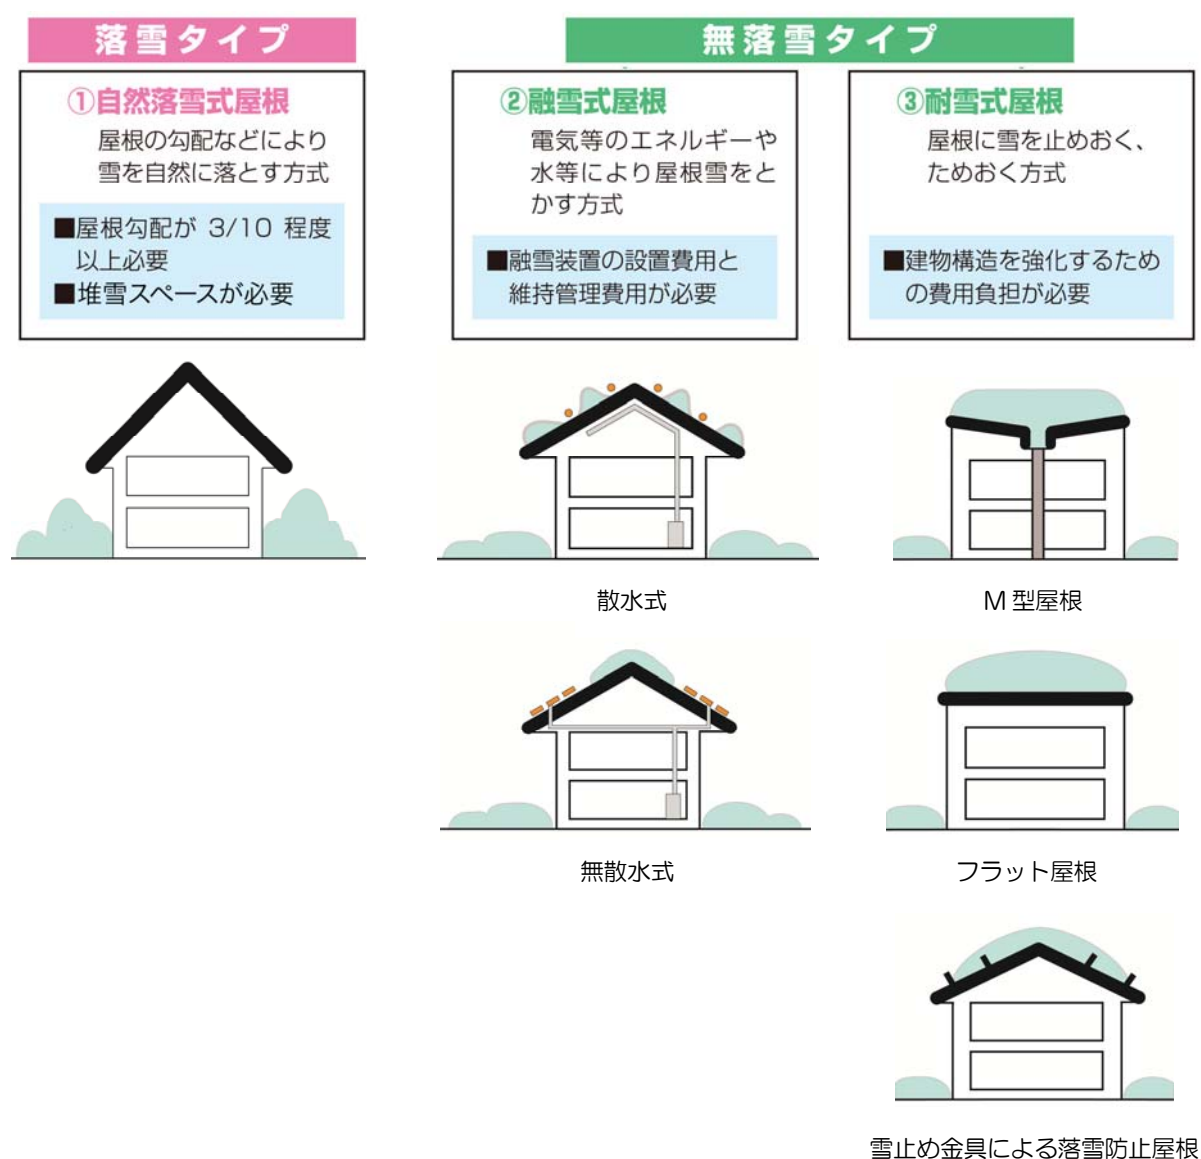 落雪タイプ
①自然落雪式屋根
屋根の勾配などにより
雪を自然に落とす方式
■屋根勾配が 3/10 程度
以上必要
■堆雪スペースが必要
無落雪タイプ
②融雪式屋根
電気等のエネルギーや
水等により屋根雪をと
かす方式
■融雪装置の設置費用と
維持管理費用が必要
③耐雪式屋根
屋根に雪を止めおく、
ためおく方式
■建物構造を強化するため
の費用負担が必要
散水式
M 型屋根
無散水式
フラット屋根
雪止め金具による落雪防止屋根